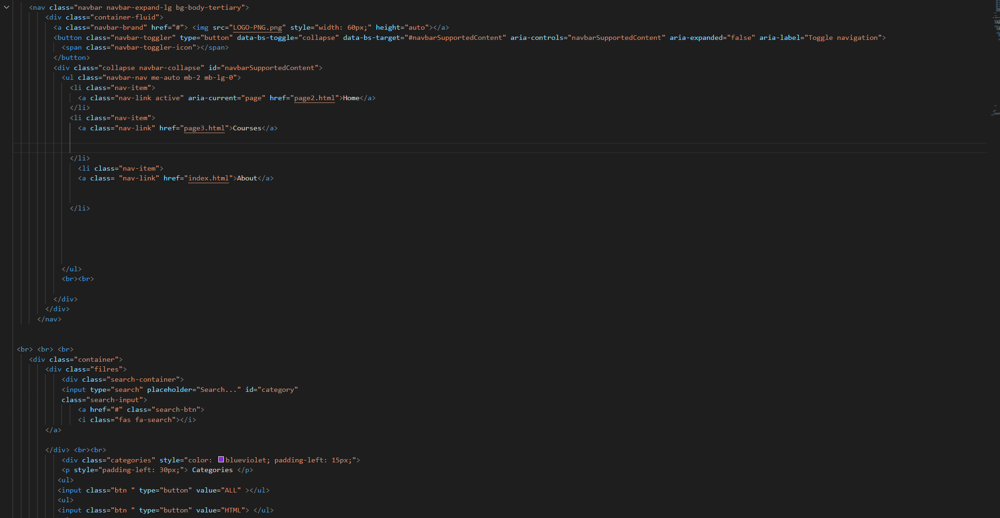 <nav class="navbar navbar-expand-lg bg-body-tertiary">
<div class="container-fluid">
<a class="navbar-brand" href="#"> <img src="LOGO-PNG.png" style="width: 60px;" height="auto"></a>
<button class="navbar-toggler" type="button" data-bs-toggle="collapse" data-bs-target="#navbarSupportedContent" aria-controls="navbarSupportedContent" aria-expanded="false" aria-label="Toggle navigation">
<span class="navbar-toggler-icon"></span>
</button>
<div class="collapse navbar-collapse" id="navbarSupportedContent">
<ul class="navbar-nav me-auto mb-2 mb-lg-0">
<li class="nav-item">
<a class="nav-link active" aria-current="page" href="page2.html">Home</a>
</li>
<li class="nav-item">
<a class="nav-link" href="page3.html">Courses</a>
</li>
<li class="nav-item">
<a class= "nav-link" href="index.html">About</a>
</li>
</ul>
<br><br>
</div>
</div>
</nav>
<br> <br> <br>
<div class="container">
<div class="filres">
<div class="search-container">
<input type="search" placeholder="Search..." id="category"
class="search-input">
<a href="#" class="search-btn">
<i class="fas fa-search"></i>
</a>
</div> <br><br>
<div class="categories" style="color: blueviolet; padding-left: 15px;">
<p style="padding-left: 30px;"> Categories </p>
<ul>
<input class="btn " type="button" value="ALL" ></ul>
<ul>
<input class="btn " type="button" value="HTML"> </ul>